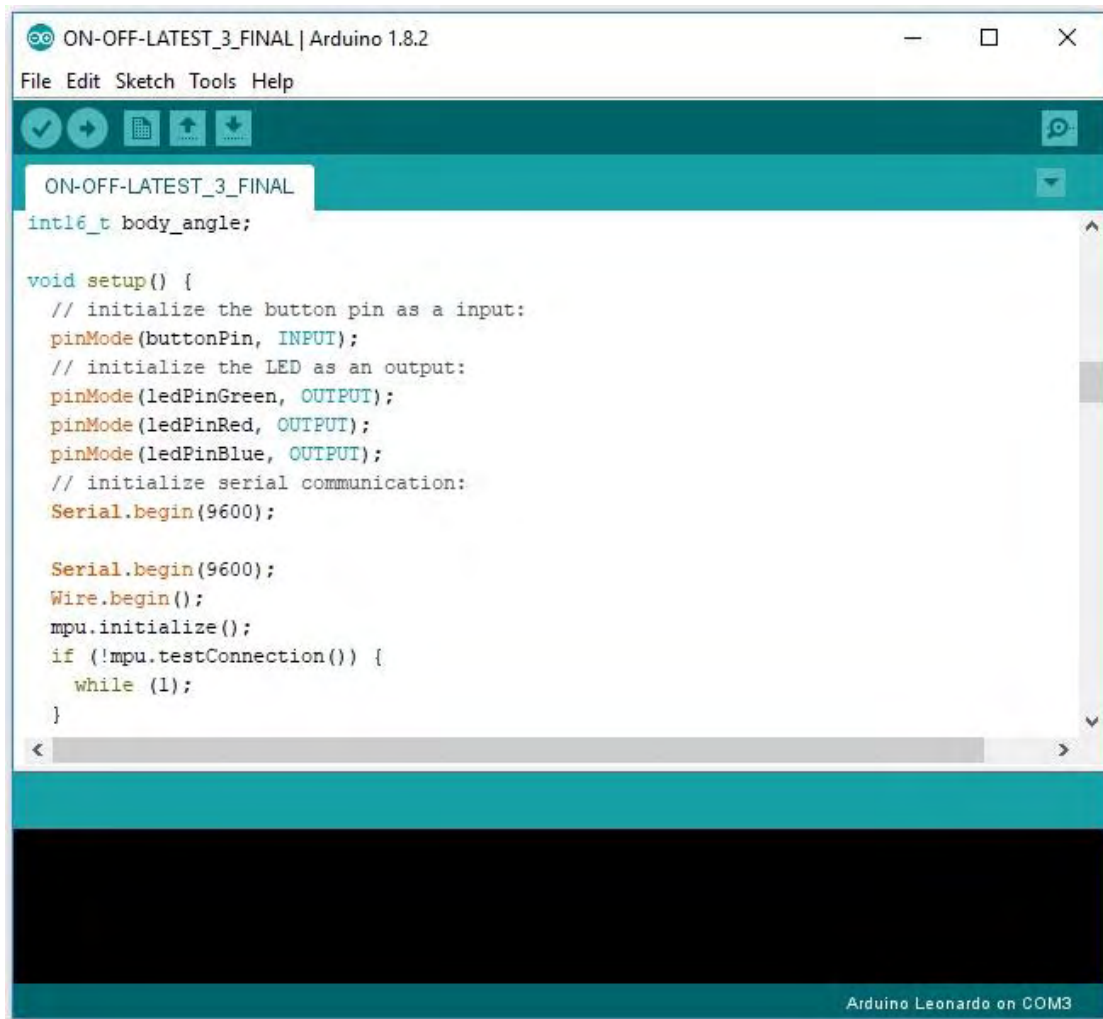 ON-OFF-LATEST_3_FINAL | Arduino 1.8.2
File Edit Sketch Tools Help
ON-OFF-LATEST_3_FINAL
int16_t body_angle;
void setup() {
// initialize the button pin as a input:
pinMode(buttonPin, INPUT);
// initialize the LED as an output:
pinMode(ledPinGreen, OUTPUT);
pinMode(ledPinRed, OUTPUT);
pinMode(ledPinBlue, OUTPUT);
// initialize serial communication:
Serial.begin(9600);
Serial.begin(9600);
Wire.begin();
mpu.initialize();
if (!mpu.testConnection()) {
while (1);
}
Arduino Leonardo on COM3